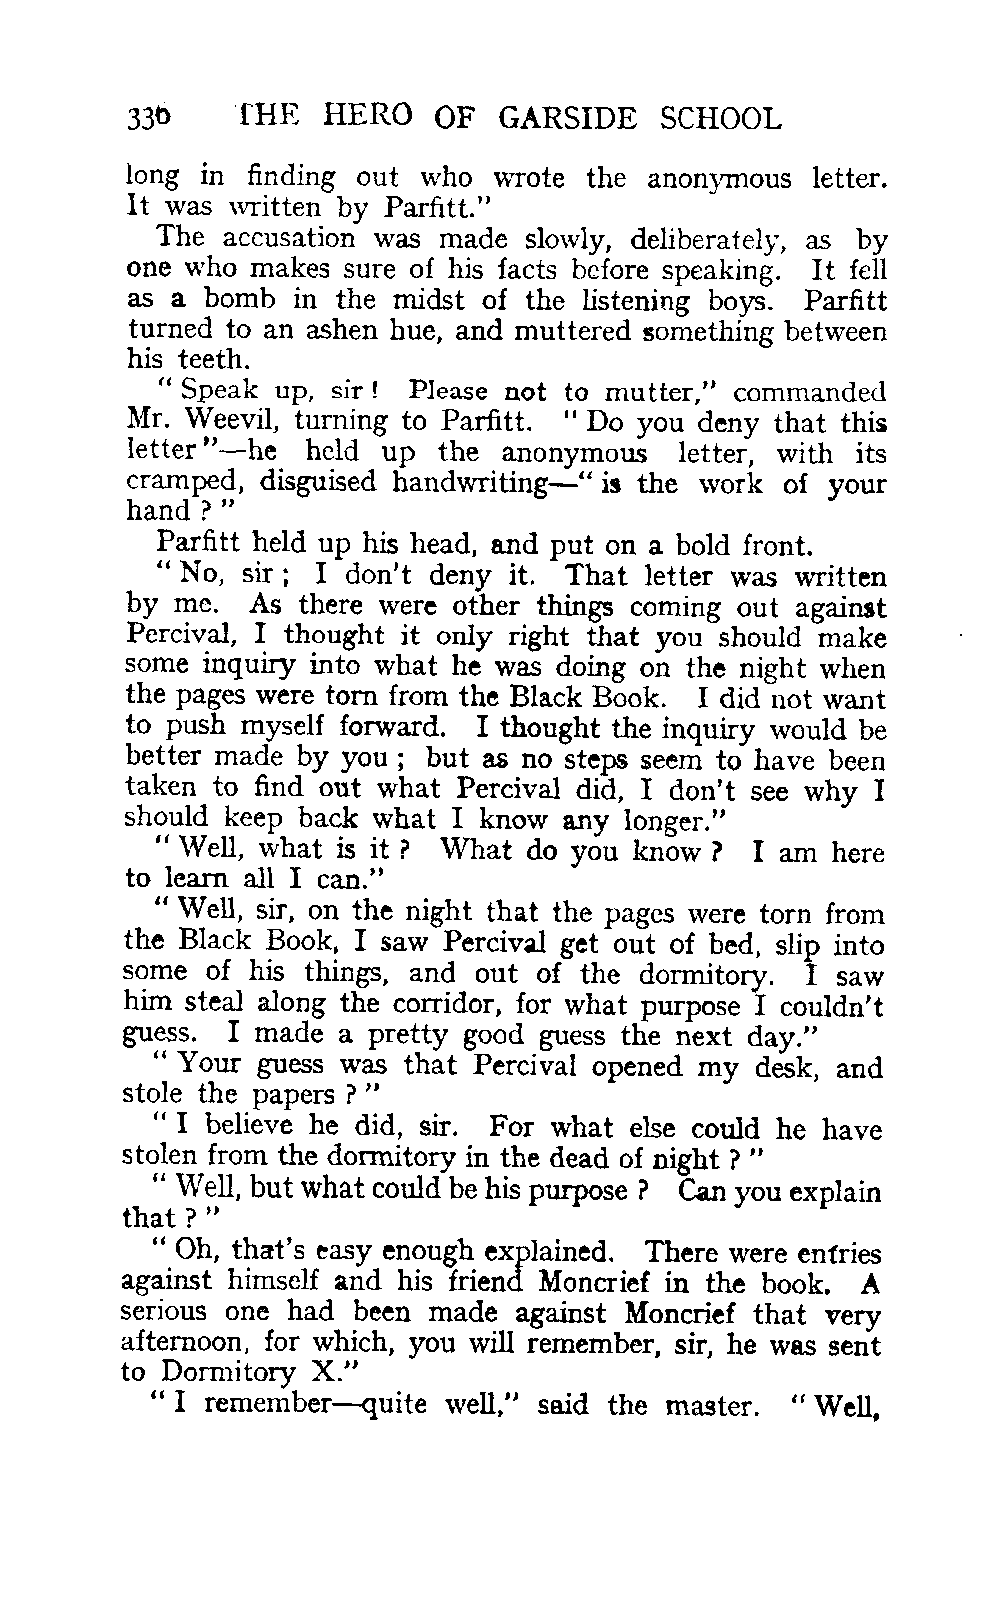 336 THE HERO OF GARSIDE SCHOOL
long in finding out who wrote the anonymous letter.
It was written by Parfitt.”
The accusation was made slowly, deliberately, as by
one who makes sure of his facts before speaking. It fell
as a bomb in the midst of the listening boys. Parfitt
turned to an ashen hue, and muttered something between
his teeth.
“ Speak up, sir ! Please not to mutter,” commanded
Mr. Weevil, turning to Parfitt. “ Do you deny that this
letter ”—he held up the anonymous letter, with its
cramped, disguised handwriting—“ is the work of your
hand ? ”
Parfitt held up his head, and put on a bold front.
“ No, sir ; I don't deny it. That letter was written
by me. As there were other things coming out against
Percival, I thought it only right that you should make
some inquiry into what he was doing on the night when
the pages were torn from the Black Book. I did not want
to push myself forward. I thought the inquiry would be
better made by you ; but as no steps seem to have been
taken to find out what Percival did, I don't see why I
should keep back what I know any longer.”
“ Well, what is it ? What do you know ? I am here
to learn all I can.”
“ Well, sir, on the night that the pages were torn from
the Black Book, I saw Percival get out of bed, slip into
some of his things, and out of the dormitory. I saw
him steal along the corridor, for what purpose I couldn't
guess. I made a pretty good guess the next day.”
“ Your guess was that Percival opened my desk, and
stole the papers ? ”
“ I believe he did, sir. For what else could he have
stolen from the dormitory in the dead of night ? ”
“ Well, but what could be his purpose ? Can you explain
that ? ”
“ Oh, that's easy enough explained. There were entries
against himself and his friend Moncrief in the book. A
serious one had been made against Moncrief that very
afternoon, for which, you will remember, sir, he was sent
to Dormitory X.”
“ I remember—quite well,” said the master. “ Well,